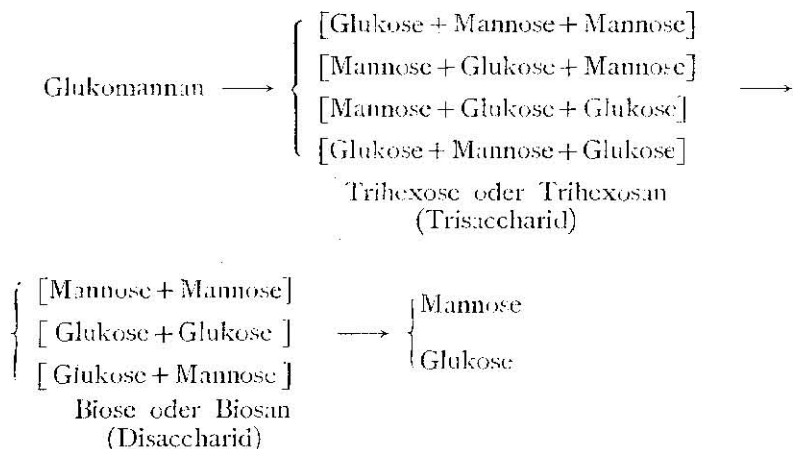 [Glukose + Mannose + Mannose]
[Mannose + Glukose + Mannose]
Glukomannan ⟶ ⟶
[Mannose + Glukose + Glukose]
[Glukose + Mannose + Glukose]
Trihexose oder Trihexosan
(Trisaccharid)
[Mannose + Mannose]
Mannose
[Glukose + Glukose] ⟶
Glukose
[Glukose + Mannose]
Biose oder Biosan
(Disaccharid)